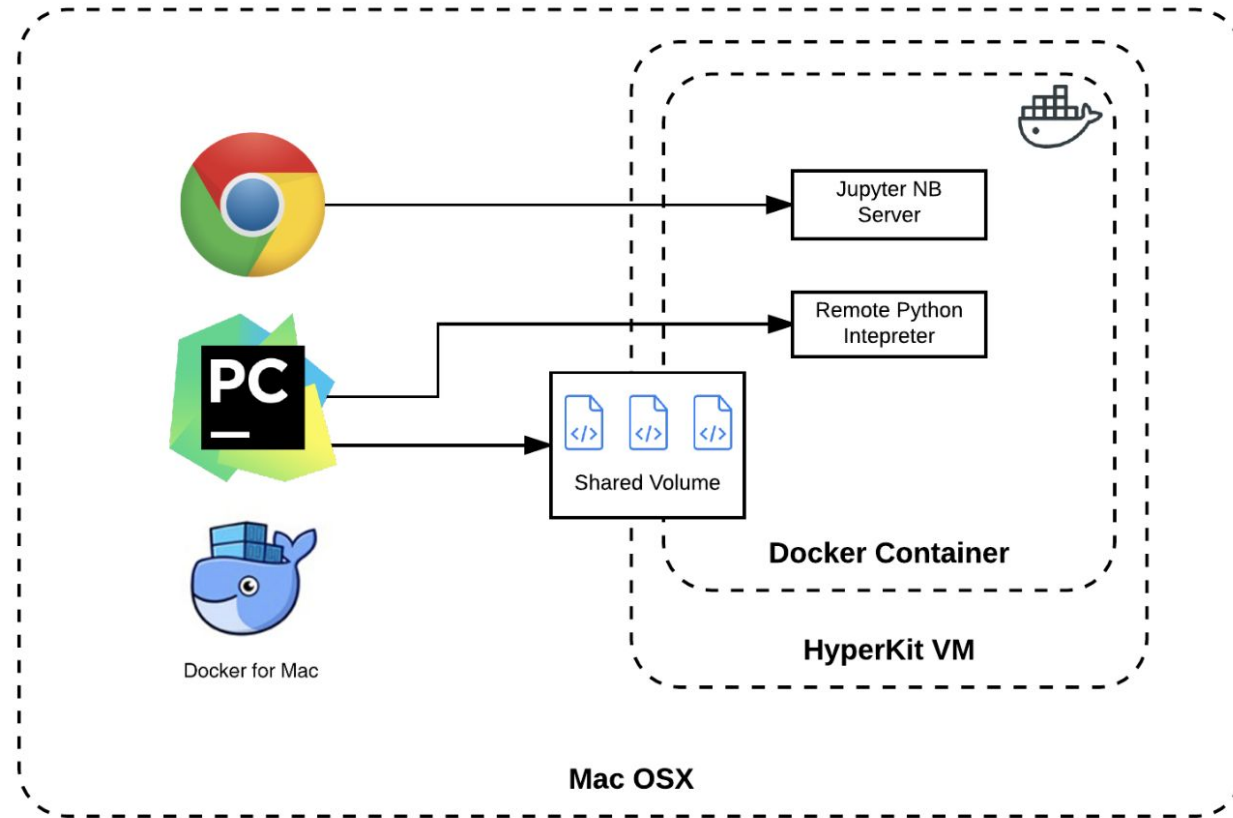 Jupyter NB
Server
Remote Python
Intepreter
PC
Shared Volume
Docker Container
Docker for Mac
HyperKit VM
Mac OSX